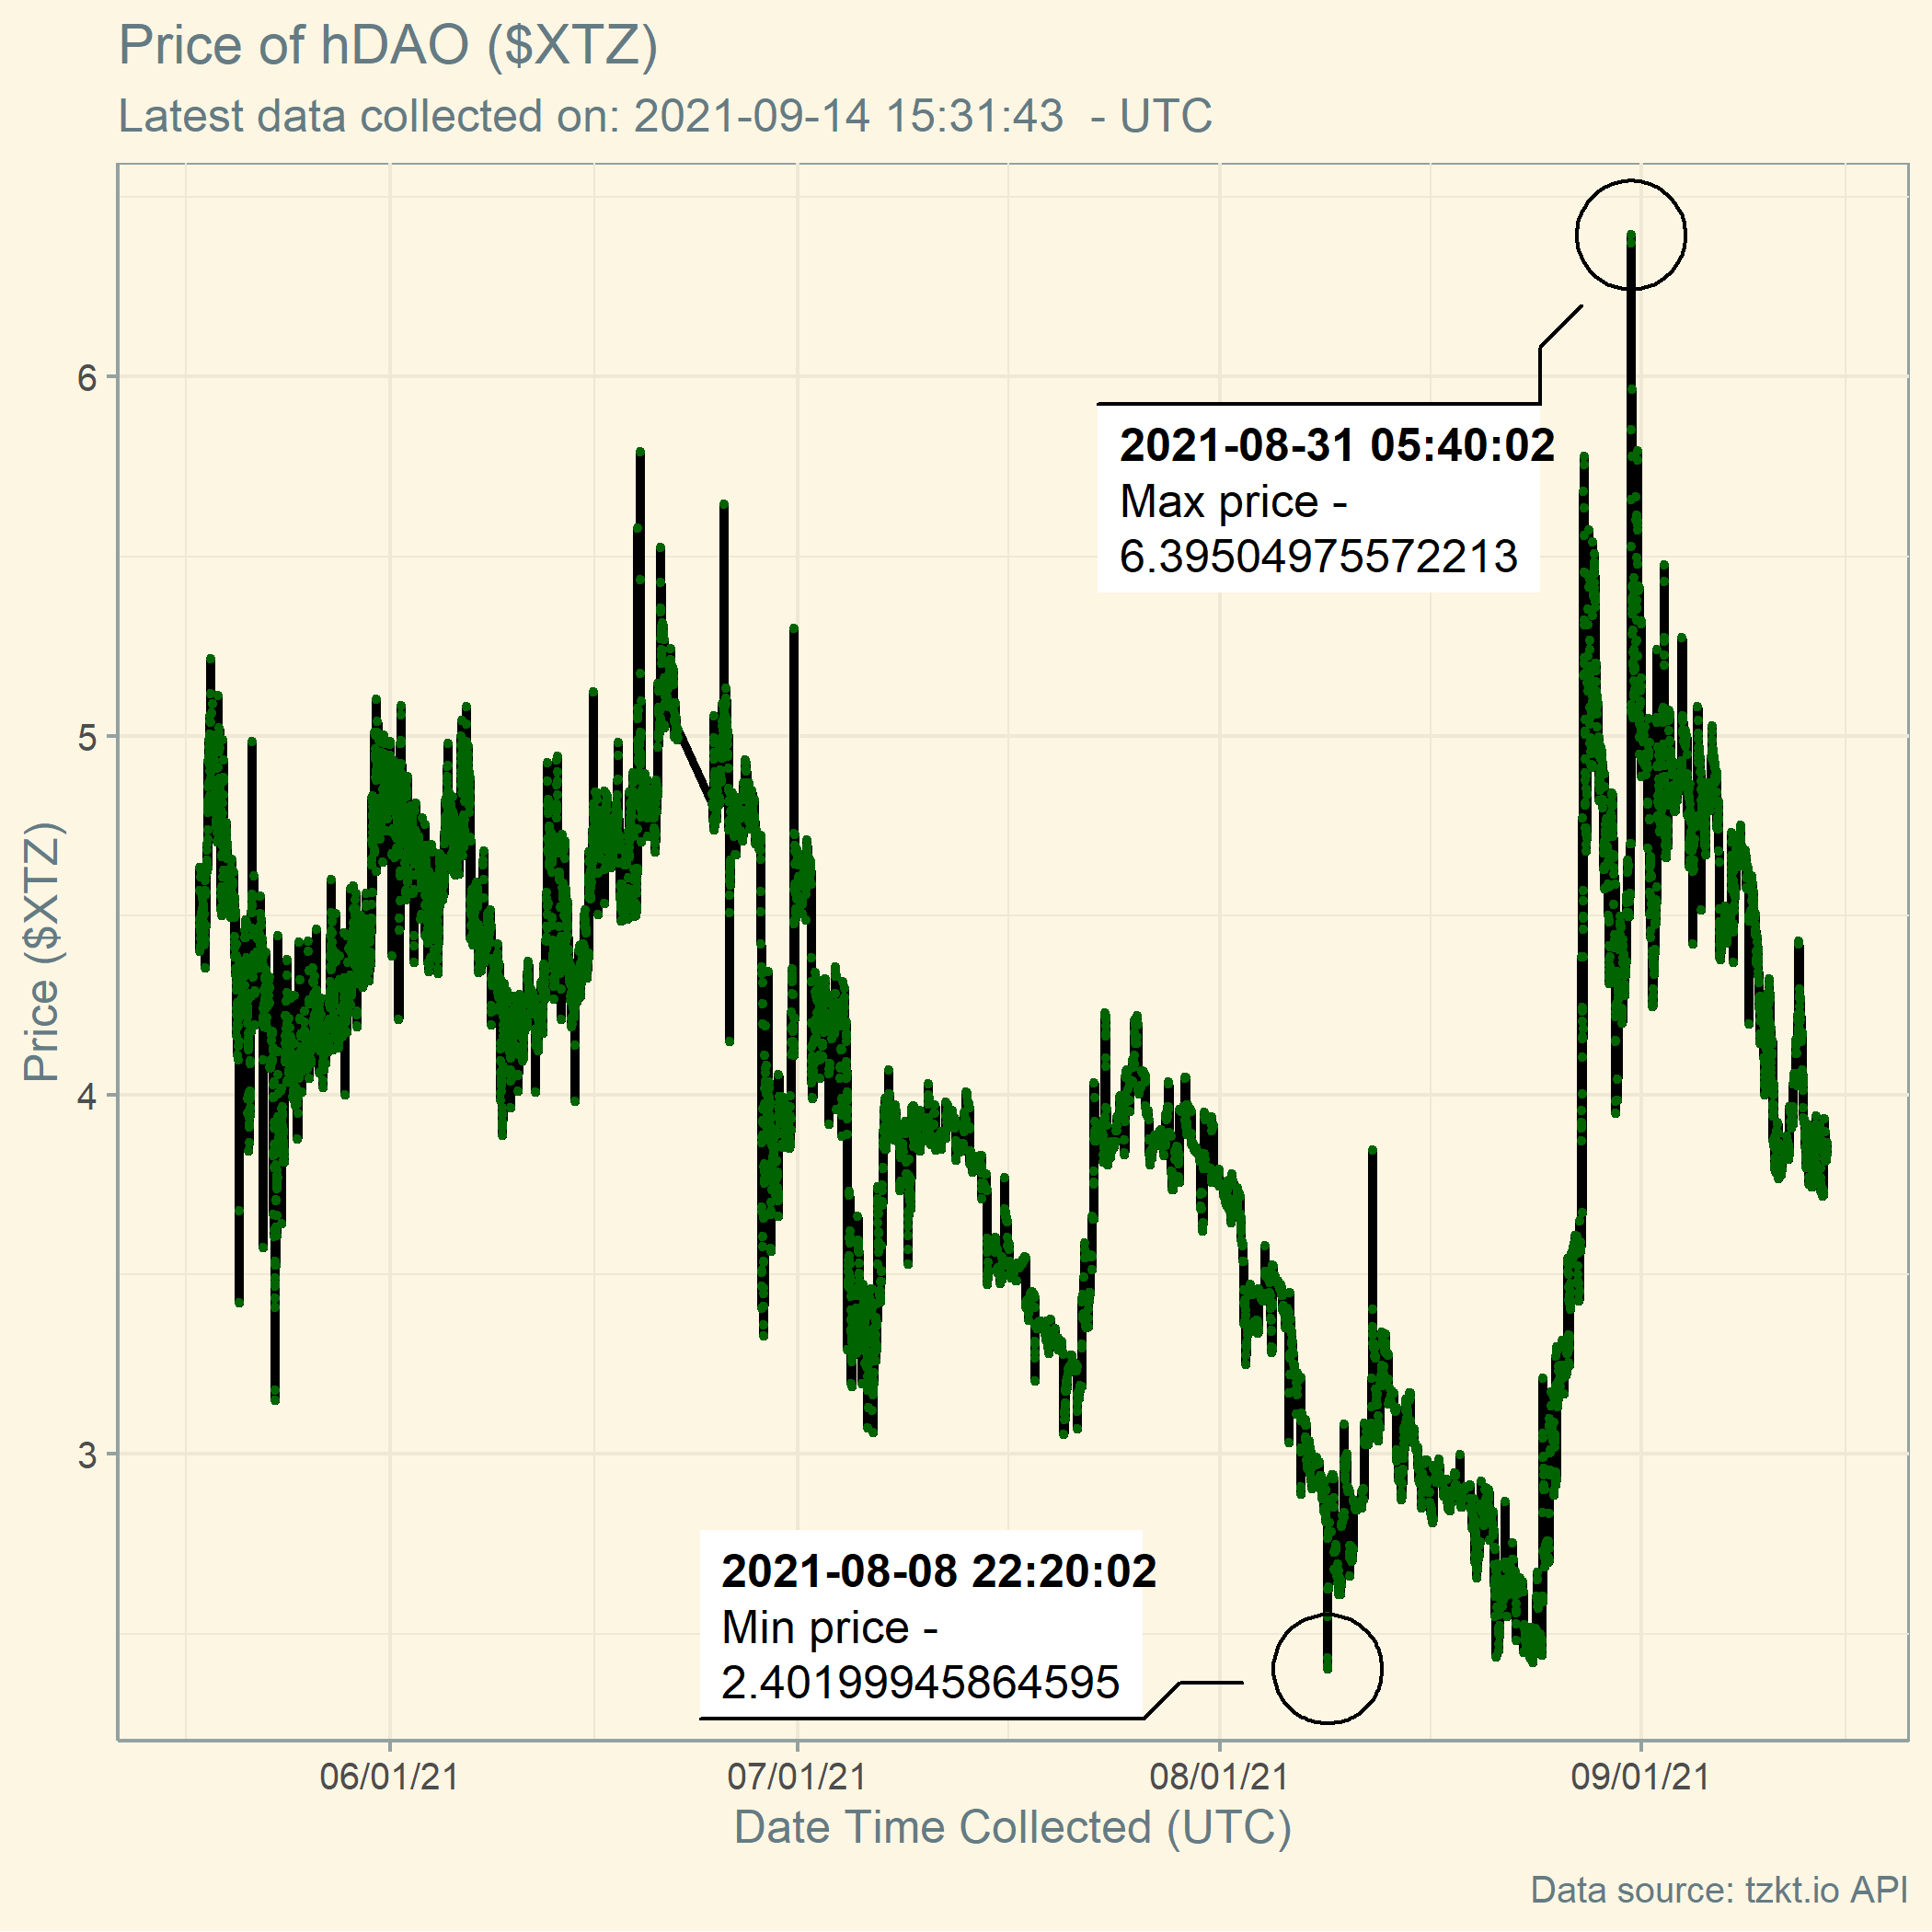 Price of hDAO ($XTZ)
Latest data collected on: 2021-09-14 15:31:43  - UTC
6
5
4
3
Price ($XTZ)
2021-08-31 05:40:02
Max price -
6.39504975572213
2021-08-08 22:20:02
Min price -
2.40199945864595
06/01/21
07/01/21
08/01/21
09/01/21
Date Time Collected (UTC)
Data source: tzkt.io API